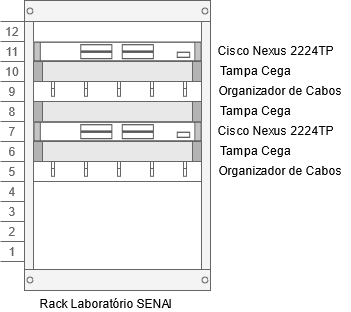 12
11 Cisco Nexus 2224TP
10 Tampa Cega
9 Organizador de Cabos
8 Tampa Cega
7 Cisco Nexus 2224TP
6 Tampa Cega
5 Organizador de Cabos
4
3
2
1
Rack Laboratório SENAI